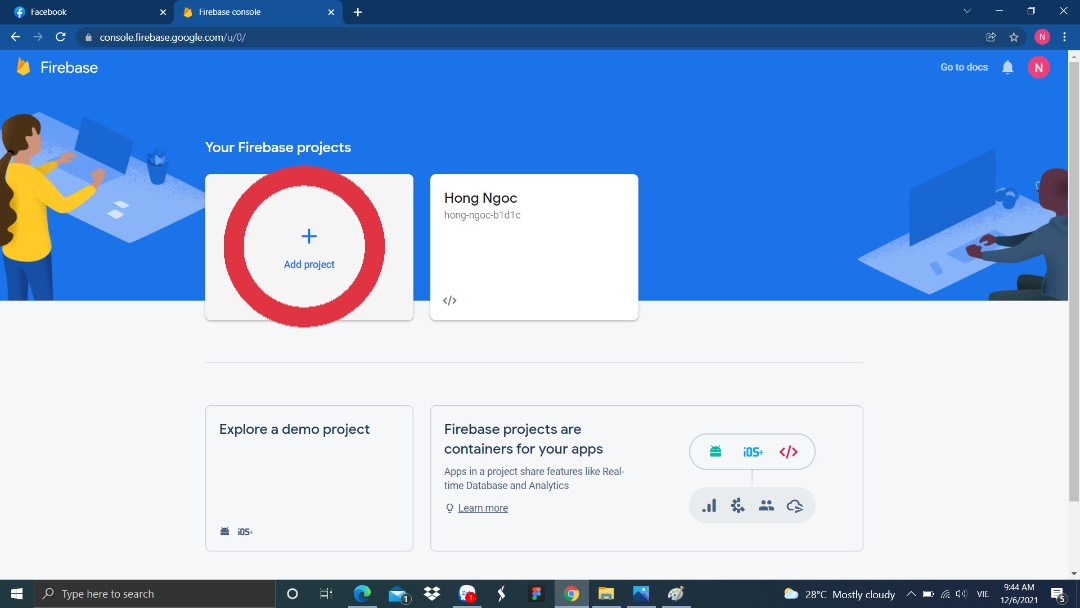 Facebook
Firebase console
console.firebase.google.com/u/0/
N
Firebase
Go to docs
N
Your Firebase projects
Add project
Hong Ngoc
hong-ngoc-b1d1c
</>
Explore a demo project
iOS+
Firebase projects are
containers for your apps
Apps in a project share features like Real-
time Database and Analytics
Learn more
iOS+
</>
Type here to search
1
1
28°C Mostly cloudy
VIE
9:44 AM
12/6/2021
5